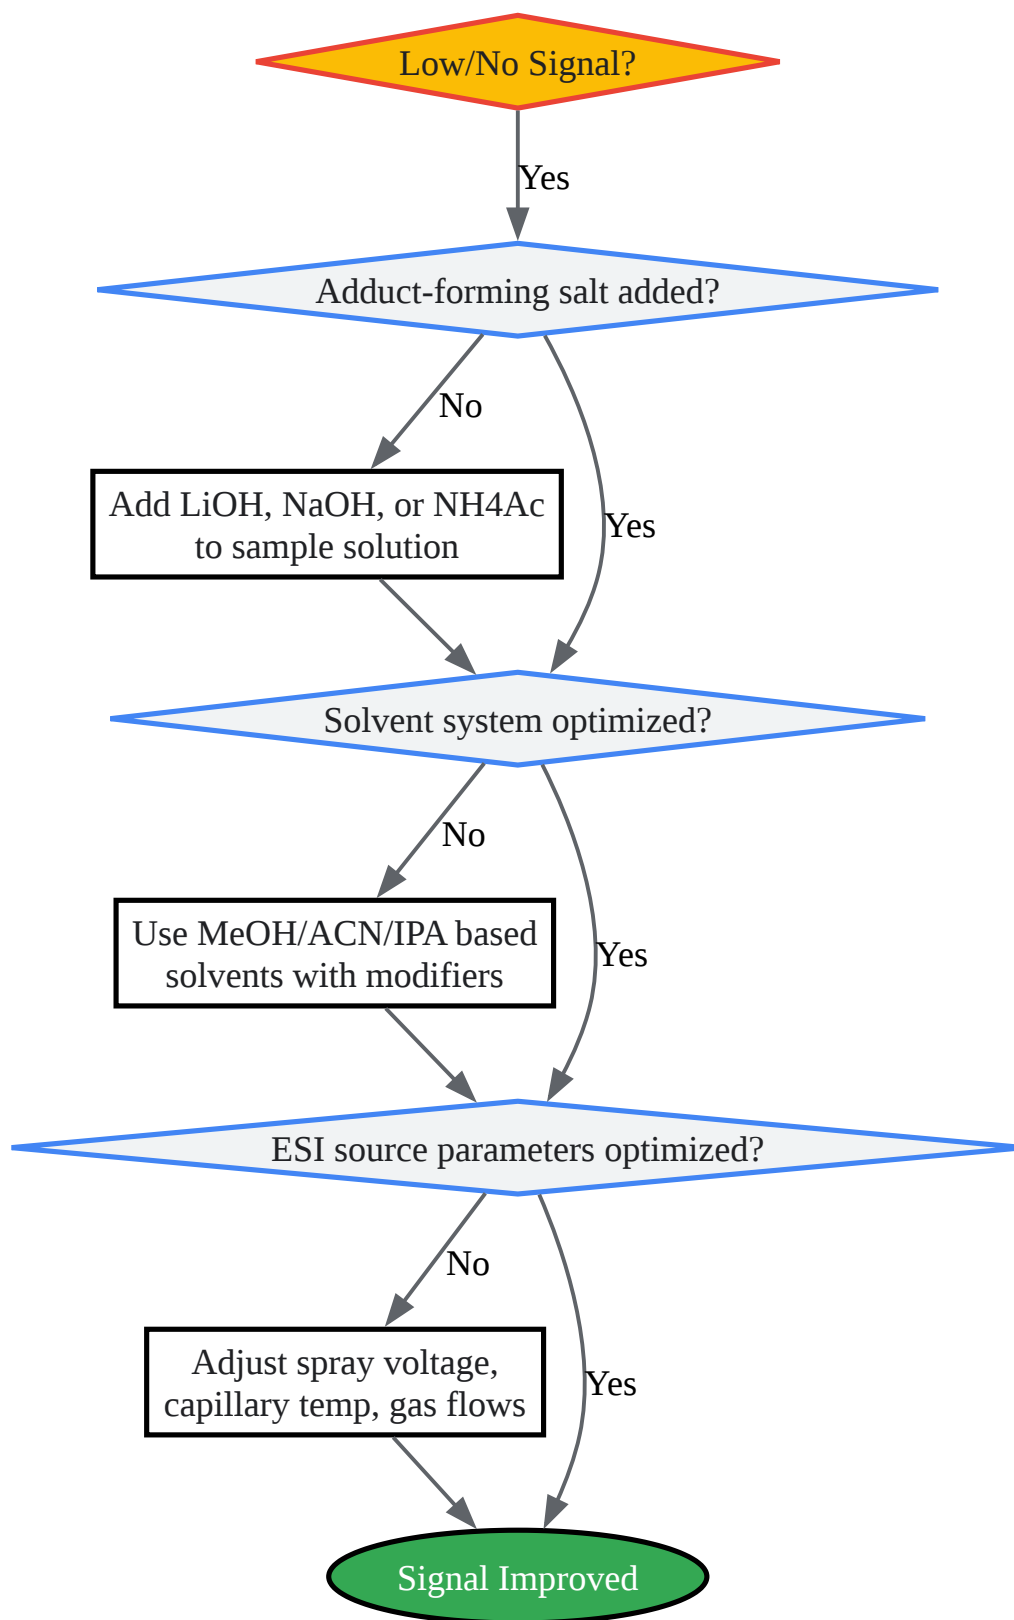 Low/No Signal?
Yes
Adduct-forming salt added?
No
Add LiOH, NaOH, or NH4Ac
to sample solution
Yes
Solvent system optimized?
No
Use MeOH/ACN/IPA based
solvents with modifiers
Yes
ESI source parameters optimized?
No
Adjust spray voltage,
capillary temp, gas flows
Yes
Signal Improved